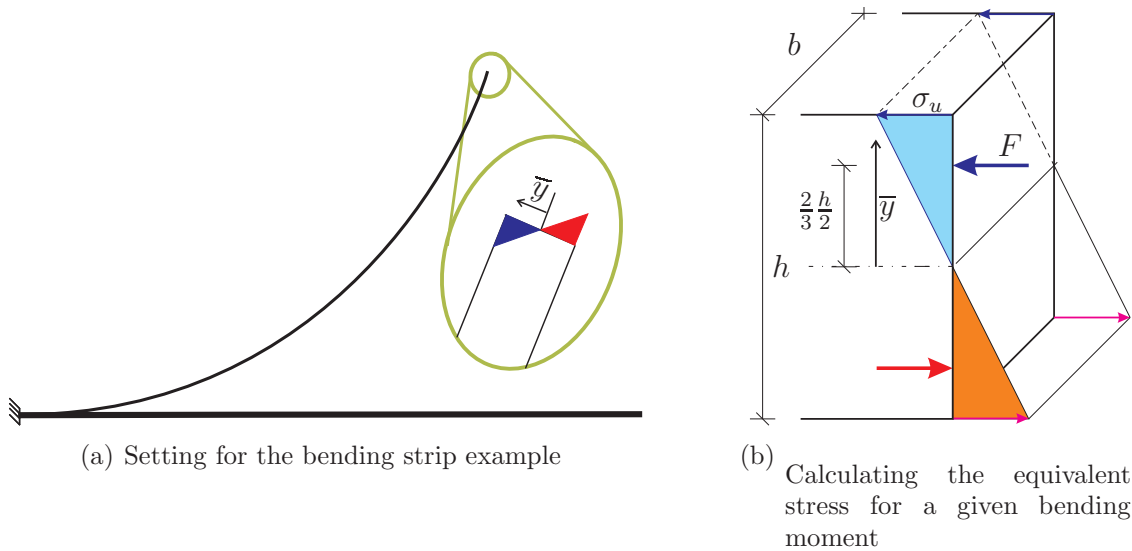 y̅
(a) Setting for the bending strip example
b
σ_u
F
2/3 h/2
y̅
h
(b) Calculating the equivalent
stress for a given bending
moment